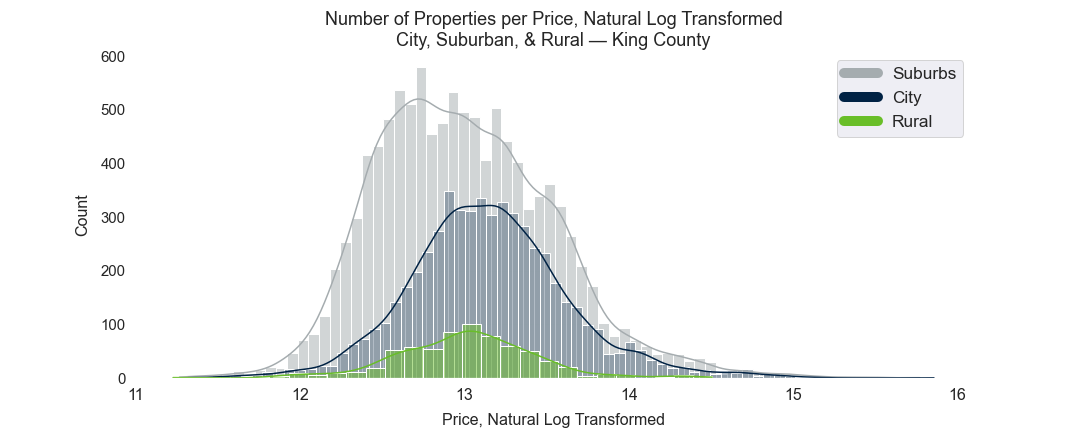 Number of Properties per Price, Natural Log Transformed
City, Suburban, & Rural — King County
Suburbs
City
Rural
600
500
400
300
200
100
0
Count
11
12
13
14
15
16
Price, Natural Log Transformed